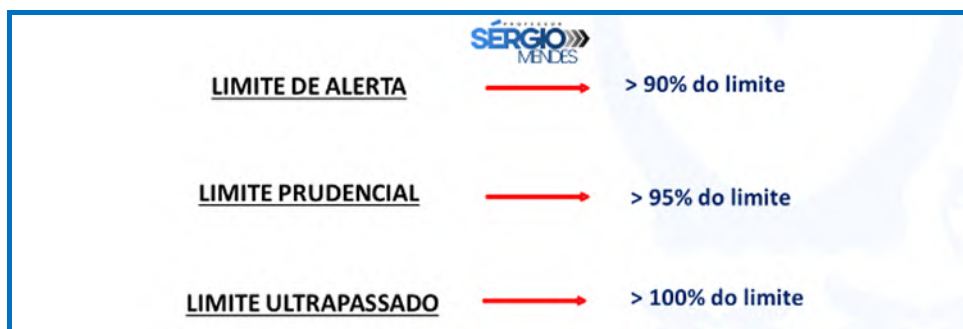 PROFESSOR
SÉRGIO
MENDES
LIMITE DE ALERTA > 90% do limite
LIMITE PRUDENCIAL > 95% do limite
LIMITE ULTRAPASSADO > 100% do limite